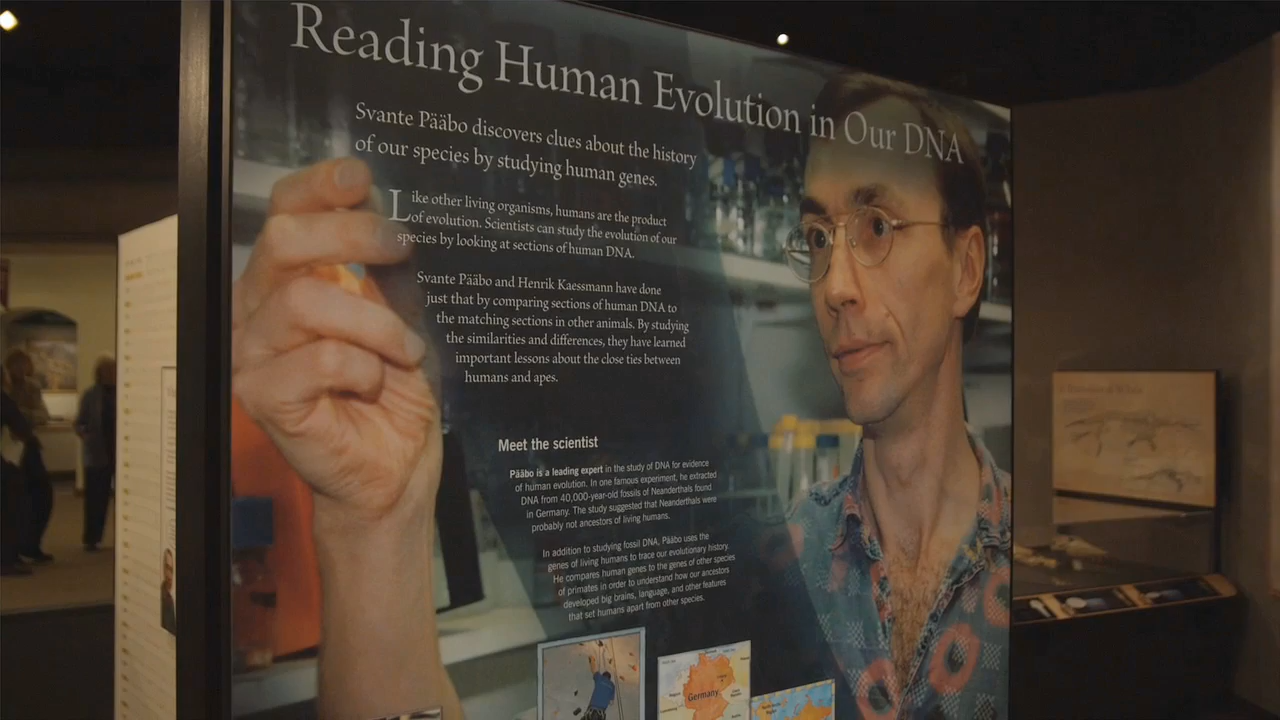 Reading Human Evolution in Our DNA
Svante Pääbo discovers clues about the history
of our species by studying human genes.
Like other living organisms, humans are the product
of evolution. Scientists can study the evolution of our
species by looking at sections of human DNA.
Svante Pääbo and Henrik Kaessmann have done
just that by comparing sections of human DNA to
the matching sections in other animals. By studying
the similarities and differences, they have learned
important lessons about the close ties between
humans and apes.
Meet the scientist
Pääbo is a leading expert in the study of DNA for evidence
of human evolution. In one famous experiment, he extracted
DNA from 40,000-year-old fossils of Neanderthals found
in Germany. The study suggested that Neanderthals were
probably not ancestors of living humans.
In addition to studying fossil DNA, Pääbo uses the
genes of living humans to trace our evolutionary history.
He compares human genes to the genes of other species
of primates in order to understand how our ancestors
developed big brains, language, and other features
that set humans apart from other species.
Germany